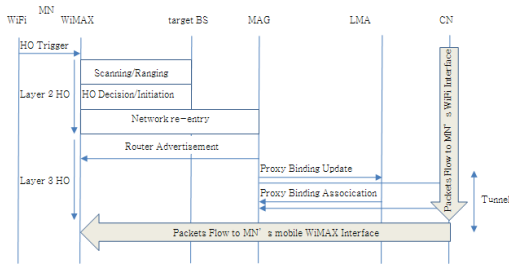 MN
WiFi WiMAX target BS MAG LMA CN
HO Trigger
Scanning/Ranging
Layer 2 HO
HO Decision/Initiation
Network re-entry
Router Advertisement
Layer 3 HO
Proxy Binding Update
Proxy Binding Association
Tunnel
Packets Flow to MN's WiFi Interface
Packets Flow to MN's mobile WiMAX Interface